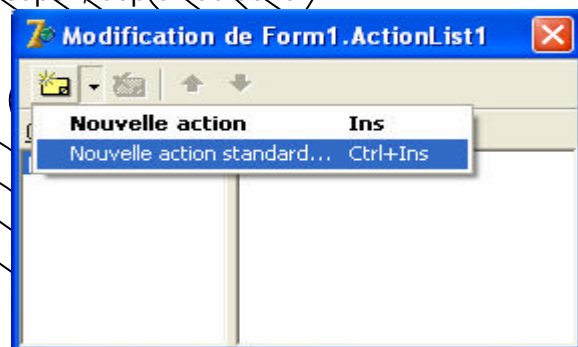 Modification de Form1.ActionList1
Nouvelle action Ins
Nouvelle action standard... Ctrl+Ins